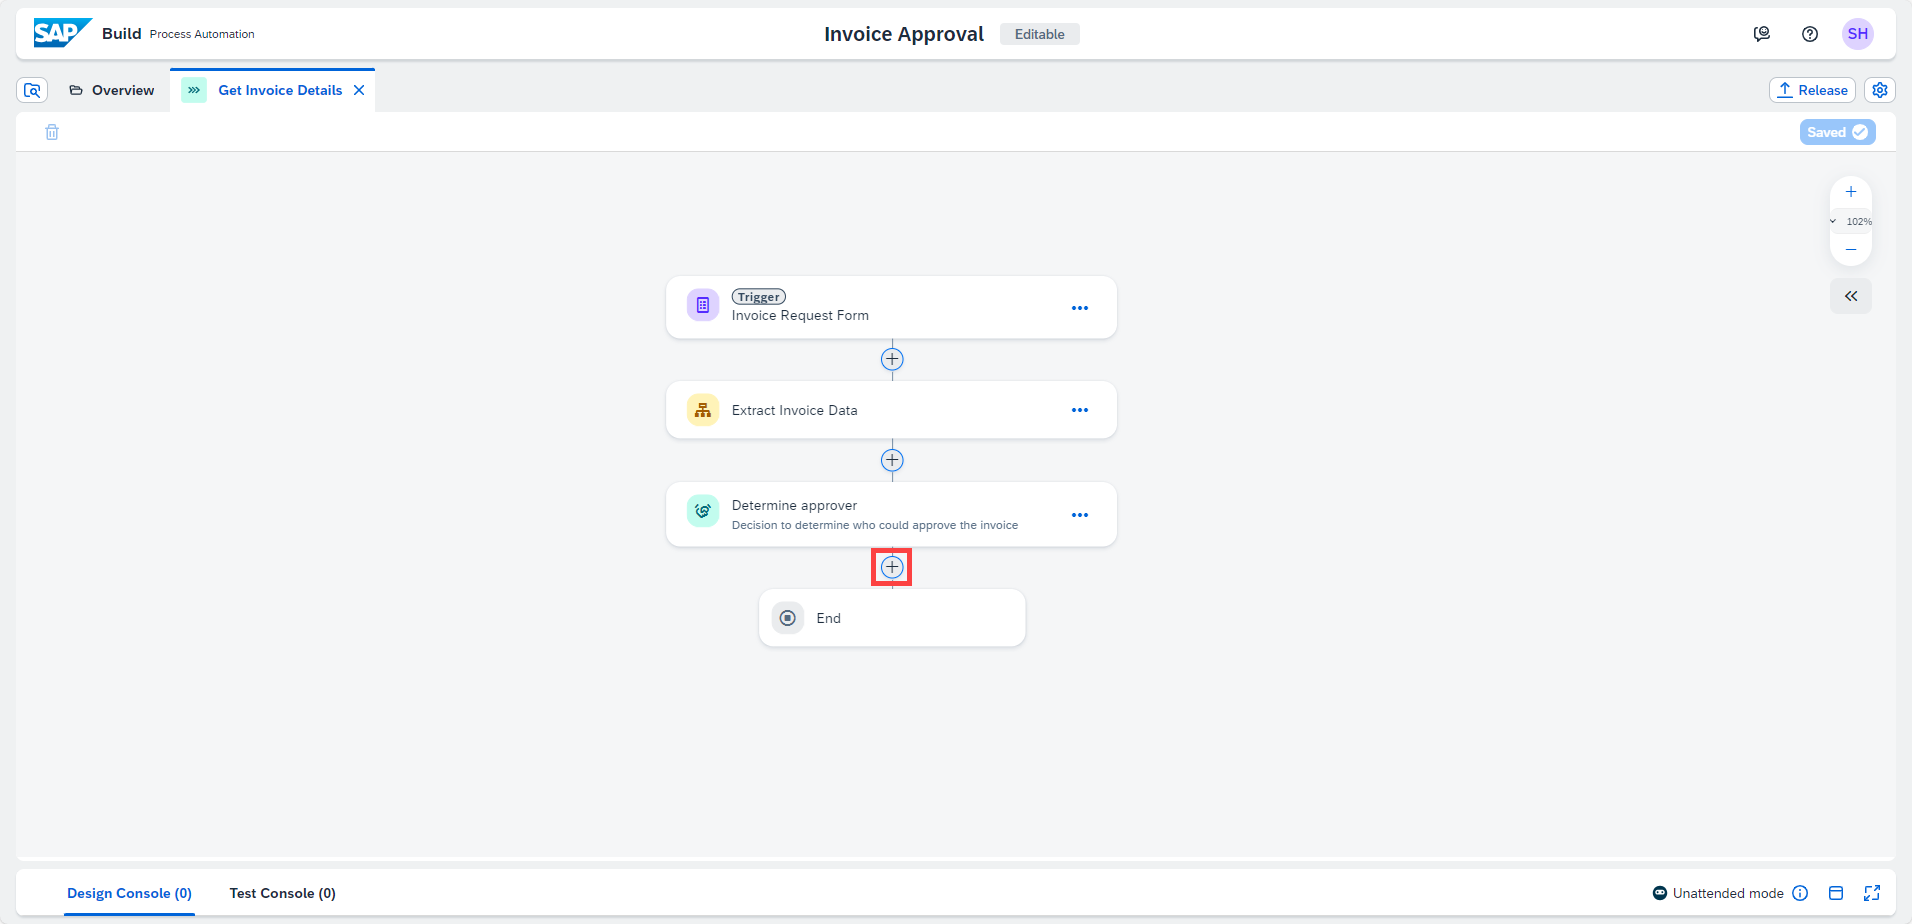 SAP Build Process Automation
Invoice Approval Editable
SH
Overview
Get Invoice Details
Release
Saved
102%
Trigger
Invoice Request Form
Extract Invoice Data
Determine approver
Decision to determine who could approve the invoice
End
Design Console (0)
Test Console (0)
Unattended mode